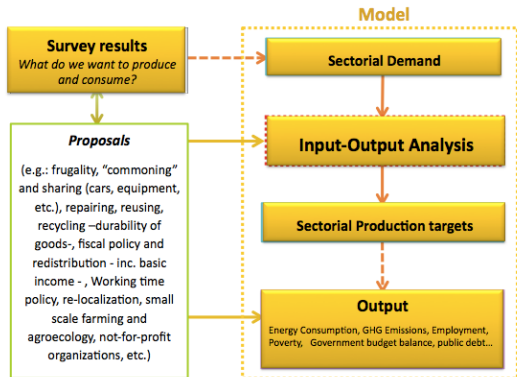 Model
Survey results
What do we want to produce
and consume?
Sectorial Demand
Proposals
(e.g.: frugality, “commoning”
and sharing (cars, equipment,
etc.), repairing, reusing,
recycling –durability of
goods-, fiscal policy and
redistribution - inc. basic
income - , Working time
policy, re-localization, small
scale farming and
agroecology, not-for-profit
organizations, etc.)
Input-Output Analysis
Sectorial Production targets
Output
Energy Consumption, GHG Emissions, Employment,
Poverty, Government budget balance, public debt...